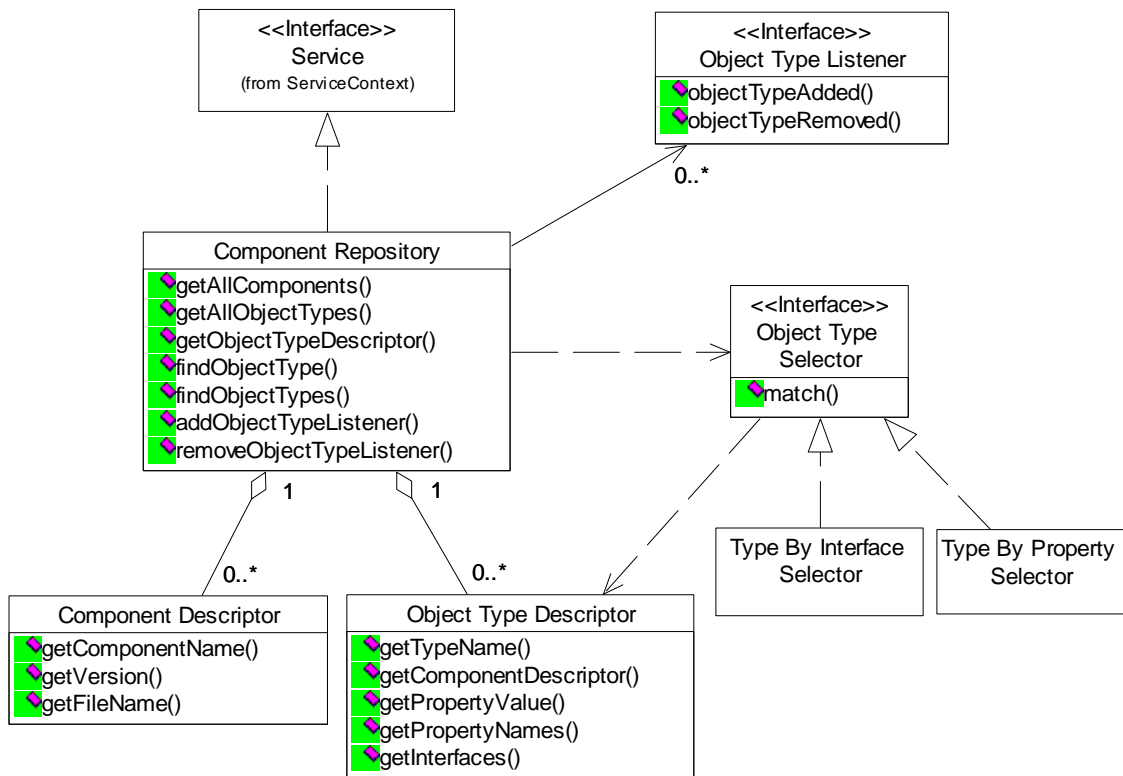 <<Interface>>
Service
(from ServiceContext)
<<Interface>>
Object Type Listener
objectTypeAdded()
objectTypeRemoved()
0..*
Component Repository
getAllComponents()
getAllObjectTypes()
getObjectTypeDescriptor()
findObjectType()
findObjectTypes()
addObjectTypeListener()
removeObjectTypeListener()
<<Interface>>
Object Type
Selector
match()
1
1
0..*
0..*
Type By Interface
Selector
Type By Property
Selector
Component Descriptor
getComponentName()
getVersion()
getFileName()
Object Type Descriptor
getTypeName()
getComponentDescriptor()
getPropertyValue()
getPropertyNames()
getInterfaces()